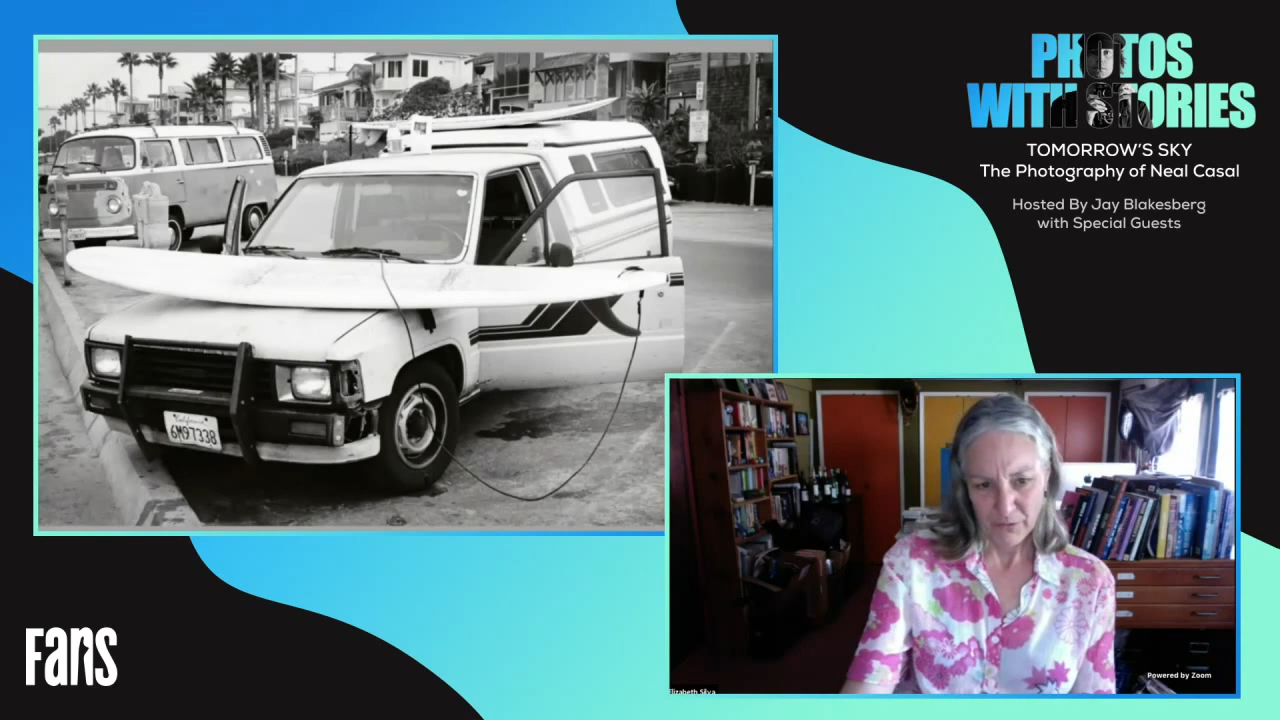 PHOTOS
WITH STORIES
TOMORROW'S SKY
The Photography of Neal Casal
Hosted By Jay Blakesberg
with Special Guests
California
6M97338
Fans
Elizabeth Silva
Powered by Zoom